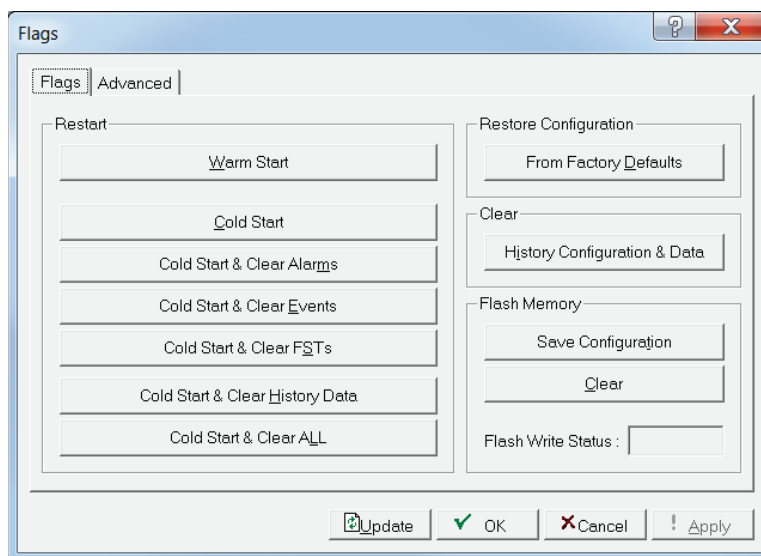 Flags
Flags
Advanced
Restart
Warm Start
Cold Start
Cold Start & Clear Alarms
Cold Start & Clear Events
Cold Start & Clear FSTs
Cold Start & Clear History Data
Cold Start & Clear ALL
Restore Configuration
From Factory Defaults
Clear
History Configuration & Data
Flash Memory
Save Configuration
Clear
Flash Write Status :
Update
OK
Cancel
! Apply